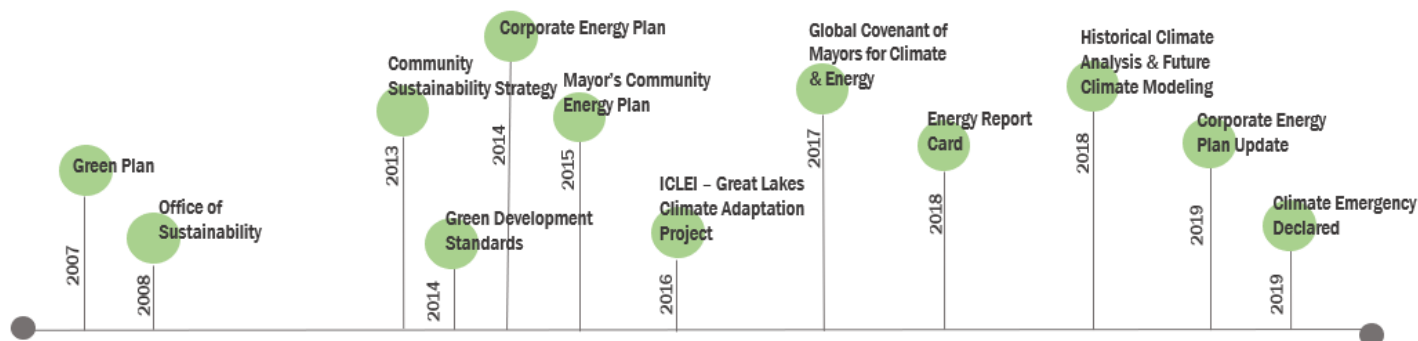 Green Plan
2007
Office of
Sustainability
2008
Community
Sustainability Strategy
2013
Green Development
Standards
2014
Corporate Energy Plan
2014
Mayor's Community
Energy Plan
2015
ICLEI – Great Lakes
Climate Adaptation
Project
2016
Global Covenant of
Mayors for Climate
& Energy
2017
Energy Report
Card
2018
Historical Climate
Analysis & Future
Climate Modeling
2018
Corporate Energy
Plan Update
2019
Climate Emergency
Declared
2019